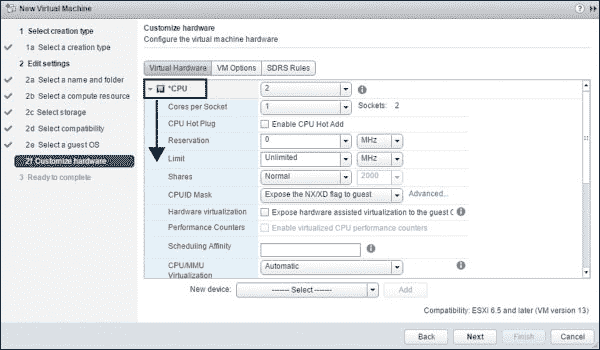 New Virtual Machine
1 Select creation type
1a Select a creation type
2 Edit settings
2a Select a name and folder
2b Select a compute resource
2c Select storage
2d Select compatibility
2e Select a guest OS
2f Customize hardware
3 Ready to complete
Customize hardware
Configure the virtual machine hardware
Virtual Hardware VM Options SDRS Rules
*CPU 2
Cores per Socket 1 Sockets: 2
CPU Hot Plug Enable CPU Hot Add
Reservation 0 MHz
Limit Unlimited MHz
Shares Normal 2000
CPUID Mask Expose the NX/XD flag to guest Advanced...
Hardware virtualization Expose hardware assisted virtualization to the guest
Performance Counters Enable virtualized CPU performance counters
Scheduling Affinity
CPU/MMU Automatic
Virtualization
New device: ------- Select ------- Add
Compatibility: ESXi 6.5 and later (VM version 13)
Back Next Finish Cancel